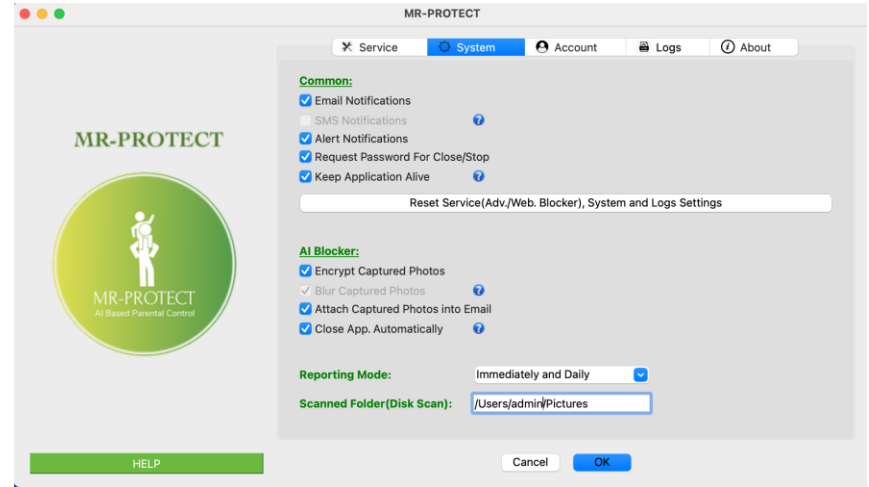 MR-PROTECT
Service System Account Logs About
Common:
Email Notifications
SMS Notifications
Alert Notifications
Request Password For Close/Stop
Keep Application Alive
Reset Service(Adv./Web. Blocker), System and Logs Settings
MR-PROTECT
MR-PROTECT
AI Based Parental Control
AI Blocker:
Encrypt Captured Photos
Blur Captured Photos
Attach Captured Photos into Email
Close App. Automatically
Reporting Mode: Immediately and Daily
Scanned Folder(Disk Scan): /Users/admin/Pictures
HELP
Cancel OK